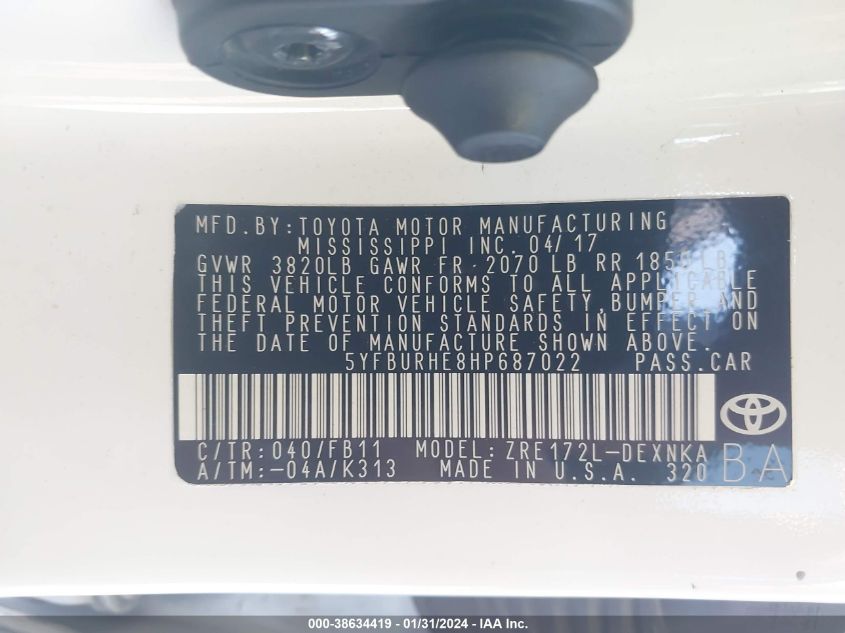 MFD.BY:TOYOTA MOTOR MANUFACTURING
MISSISSIPPI INC. 04/17
GVWR 3820LB GAWR FR 2070 LB RR 1850LB
THIS VEHICLE CONFORMS TO ALL APPLICABLE
FEDERAL MOTOR VEHICLE SAFETY,BUMPER AND
THEFT PREVENTION STANDARDS IN EFFECT ON
THE DATE OF MANUFACTURE SHOWN ABOVE.
5YFBURHE8HP687022 PASS.CAR
C/TR:040/FB11 MODEL:ZRE172L-DEXNKA
A/TM:-04A/K313 MADE IN U.S.A. 320 BA
000-38634419 - 01/31/2024 - Copyright IAA, Inc.